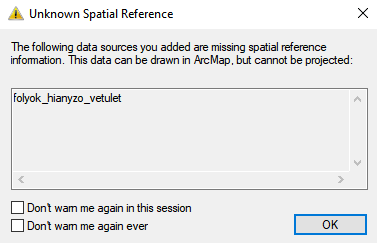 Unknown Spatial Reference
The following data sources you added are missing spatial reference
information. This data can be drawn in ArcMap, but cannot be projected:
folyok_hianyzo_vetulet
Don't warn me again in this session
Don't warn me again ever
OK